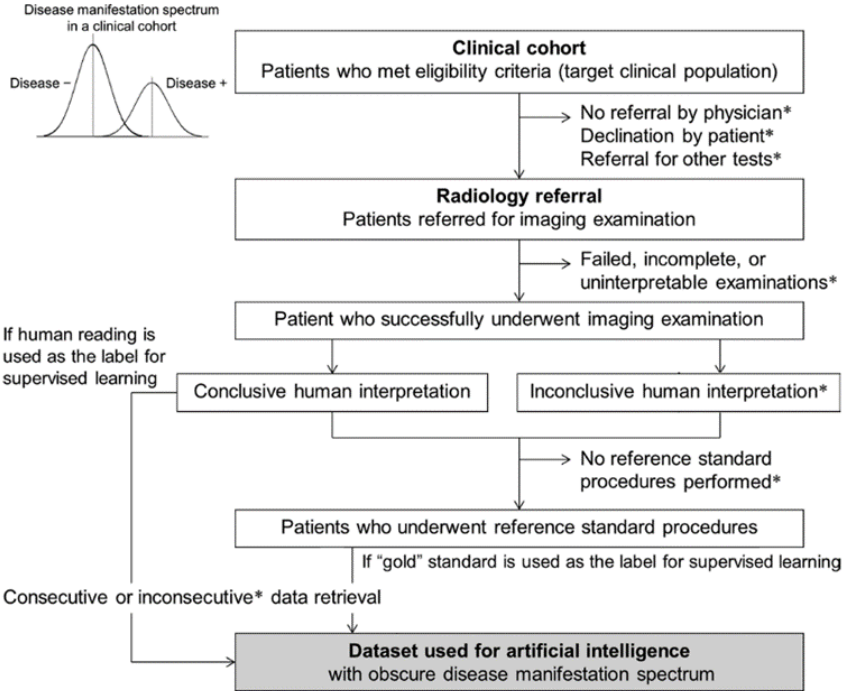 Disease manifestation spectrum
in a clinical cohort
Disease −
Disease +
Clinical cohort
Patients who met eligibility criteria (target clinical population)
No referral by physician*
Declination by patient*
Referral for other tests*
Radiology referral
Patients referred for imaging examination
Failed, incomplete, or
uninterpretable examinations*
Patient who successfully underwent imaging examination
If human reading is
used as the label for
supervised learning
Conclusive human interpretation
Inconclusive human interpretation*
No reference standard
procedures performed*
Patients who underwent reference standard procedures
If “gold” standard is used as the label for supervised learning
Consecutive or inconsecutive* data retrieval
Dataset used for artificial intelligence
with obscure disease manifestation spectrum